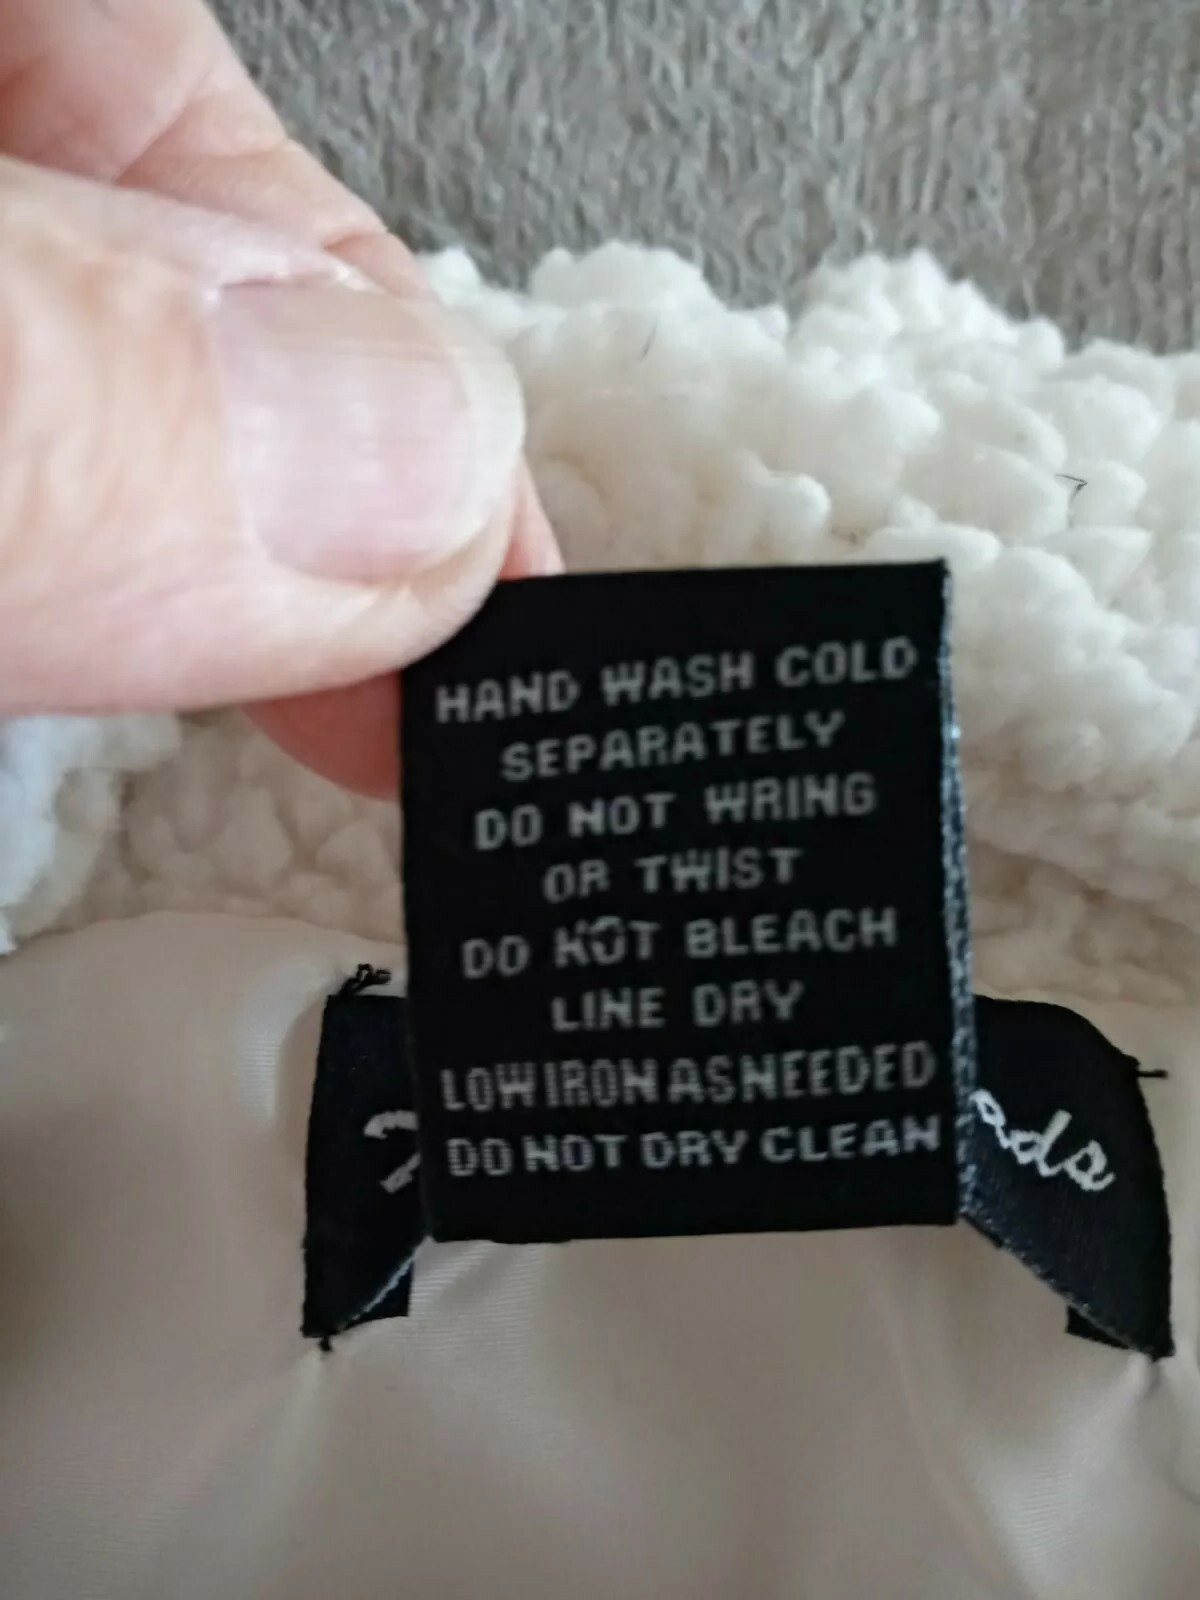 HAND WASH COLD
SEPARATELY
DO NOT WRING
OR TWIST
DO NOT BLEACH
LINE DRY
LOW IRON AS NEEDED
DO NOT DRY CLEAN